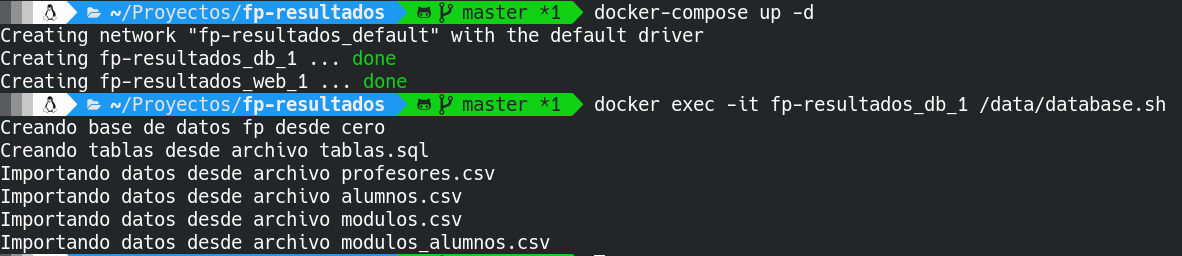 ~/Proyectos/fp-resultados master *1 docker-compose up -d
Creating network "fp-resultados_default" with the default driver
Creating fp-resultados_db_1 ... done
Creating fp-resultados_web_1 ... done
~/Proyectos/fp-resultados master *1 docker exec -it fp-resultados_db_1 /data/database.sh
Creando base de datos fp desde cero
Creando tablas desde archivo tablas.sql
Importando datos desde archivo profesores.csv
Importando datos desde archivo alumnos.csv
Importando datos desde archivo modulos.csv
Importando datos desde archivo modulos_alumnos.csv